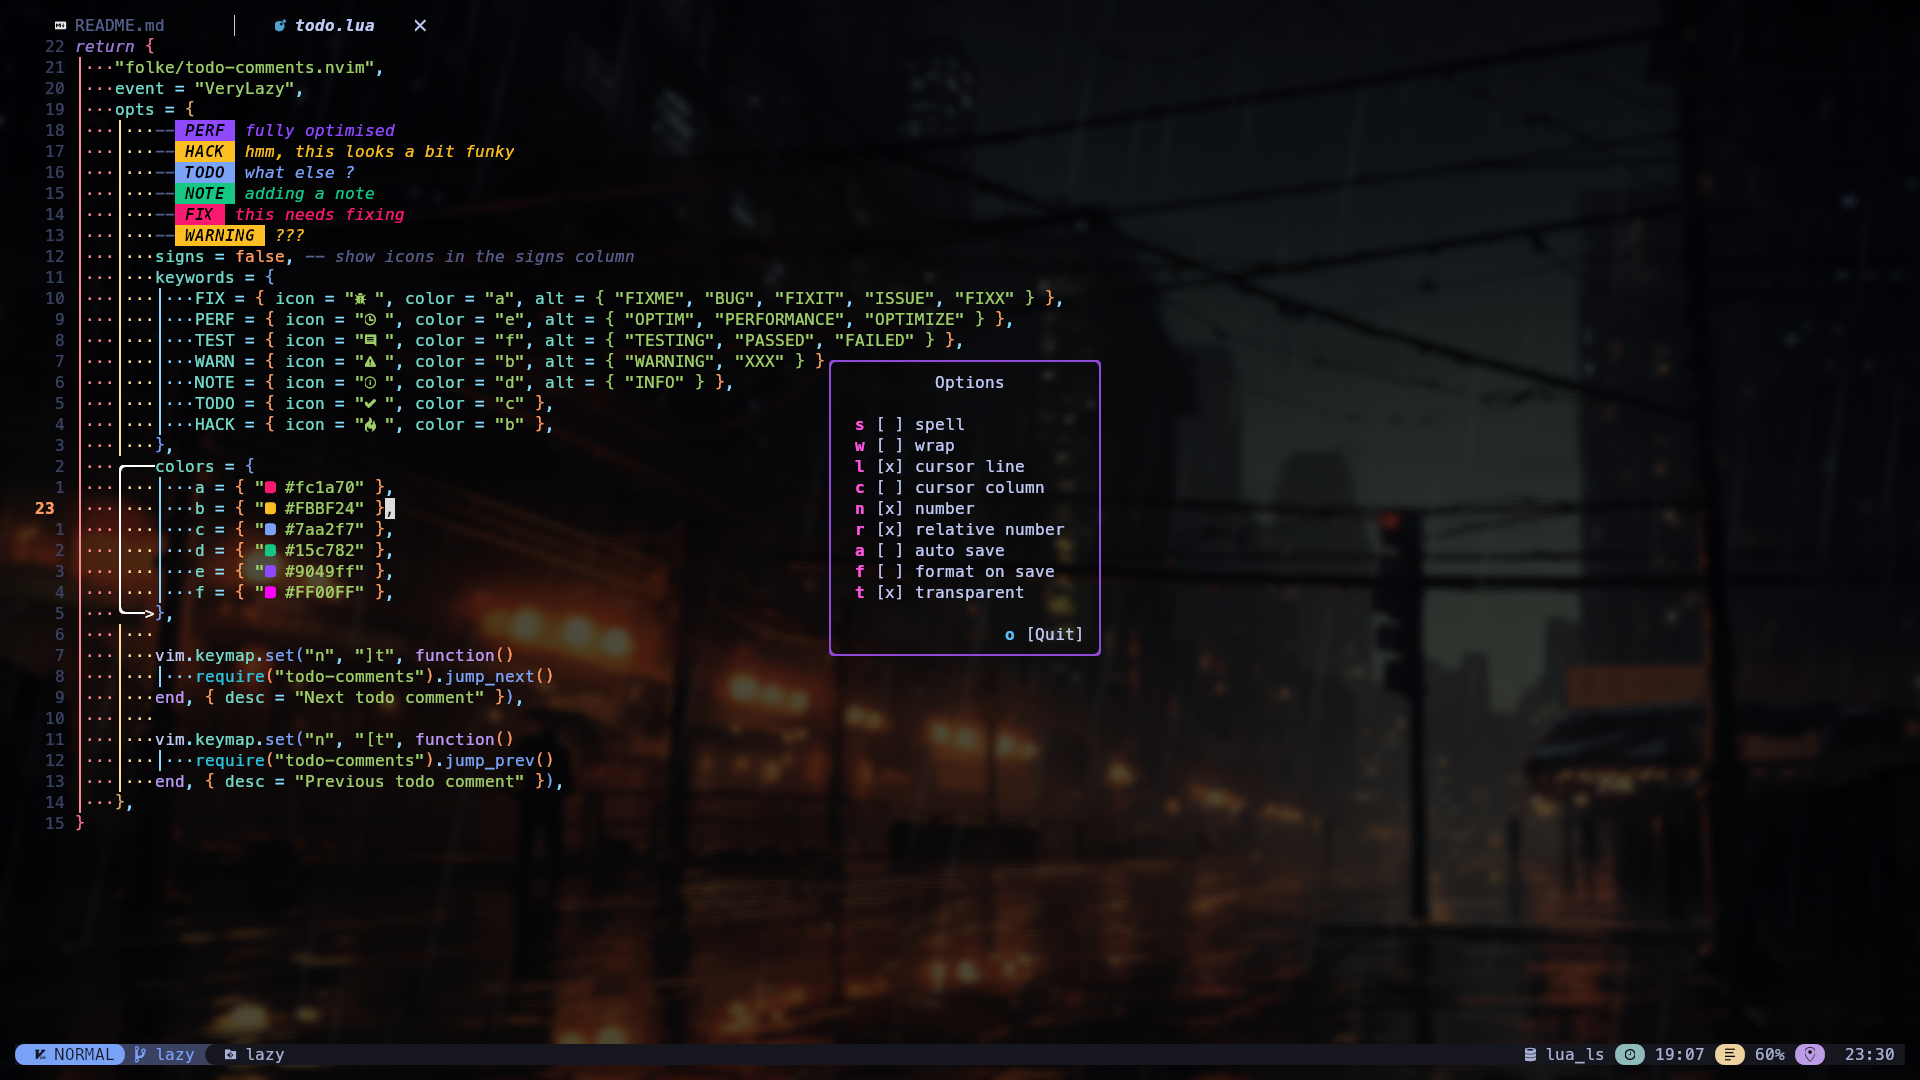 README.md todo.lua
22 return {
21 ···"folke/todo-comments.nvim",
20 ···event = "VeryLazy",
19 ···opts = {
18 ··· ···-- PERF fully optimised
17 ··· ···-- HACK hmm, this looks a bit funky
16 ··· ···-- TODO what else ?
15 ··· ···-- NOTE adding a note
14 ··· ···-- FIX this needs fixing
13 ··· ···-- WARNING ???
12 ··· ···signs = false, -- show icons in the signs column
11 ··· ···keywords = {
10 ··· ··· ···FIX = { icon = " ", color = "a", alt = { "FIXME", "BUG", "FIXIT", "ISSUE", "FIXX" } },
9 ··· ··· ···PERF = { icon = " ", color = "e", alt = { "OPTIM", "PERFORMANCE", "OPTIMIZE" } },
8 ··· ··· ···TEST = { icon = " ", color = "f", alt = { "TESTING", "PASSED", "FAILED" } },
7 ··· ··· ···WARN = { icon = " ", color = "b", alt = { "WARNING", "XXX" } }
6 ··· ··· ···NOTE = { icon = " ", color = "d", alt = { "INFO" } },
5 ··· ··· ···TODO = { icon = " ", color = "c" },
4 ··· ··· ···HACK = { icon = " ", color = "b" },
3 ··· ···},
2 ··· colors = {
1 ··· ··· ···a = { "#fc1a70" },
23 ··· ··· ···b = { "#FBBF24" },
1 ··· ··· ···c = { "#7aa2f7" },
2 ··· ··· ···d = { "#15c782" },
3 ··· ··· ···e = { "#9049ff" },
4 ··· ··· ···f = { "#FF00FF" },
5 ··· >},
6 ··· ···
7 ··· ···vim.keymap.set("n", "]t", function()
8 ··· ··· ···require("todo-comments").jump_next()
9 ··· ···end, { desc = "Next todo comment" }),
10 ··· ···
11 ··· ···vim.keymap.set("n", "[t", function()
12 ··· ··· ···require("todo-comments").jump_prev()
13 ··· ···end, { desc = "Previous todo comment" }),
14 ···},
15 }
Options
s [ ] spell
w [ ] wrap
l [x] cursor line
c [ ] cursor column
n [x] number
r [x] relative number
a [ ] auto save
f [ ] format on save
t [x] transparent
o [Quit]
NORMAL lazy lazy lua_ls 19:07 60% 23:30